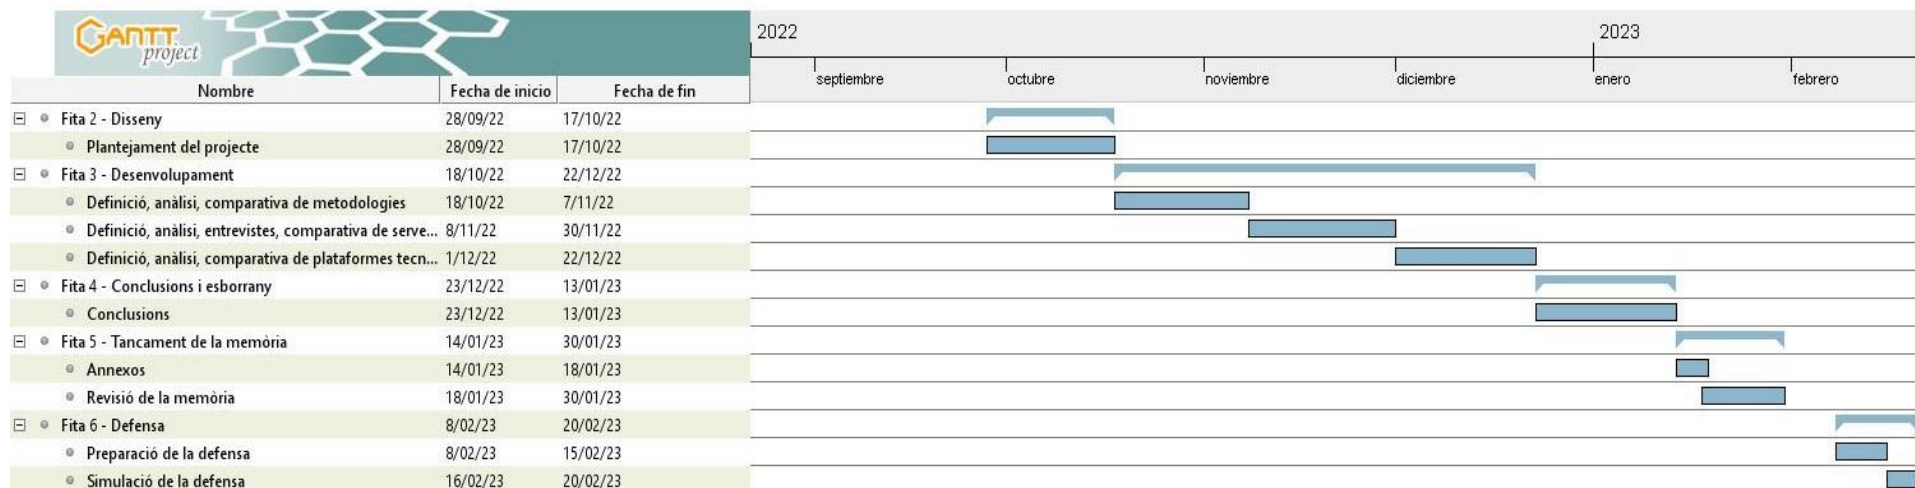 GANTT project
2022 2023
septiembre octubre noviembre diciembre enero febrero
Nombre Fecha de inicio Fecha de fin
Fita 2 - Disseny 28/09/22 17/10/22
Plantejament del projecte 28/09/22 17/10/22
Fita 3 - Desenvolupament 18/10/22 22/12/22
Definició, anàlisi, comparativa de metodologies 18/10/22 7/11/22
Definició, anàlisi, entrevistes, comparativa de serve... 8/11/22 30/11/22
Definició, anàlisi, comparativa de plataformes tecn... 1/12/22 22/12/22
Fita 4 - Conclusions i esborrany 23/12/22 13/01/23
Conclusions 23/12/22 13/01/23
Fita 5 - Tancament de la memòria 14/01/23 30/01/23
Annexos 14/01/23 18/01/23
Revisió de la memòria 18/01/23 30/01/23
Fita 6 - Defensa 8/02/23 20/02/23
Preparació de la defensa 8/02/23 15/02/23
Simulació de la defensa 16/02/23 20/02/23